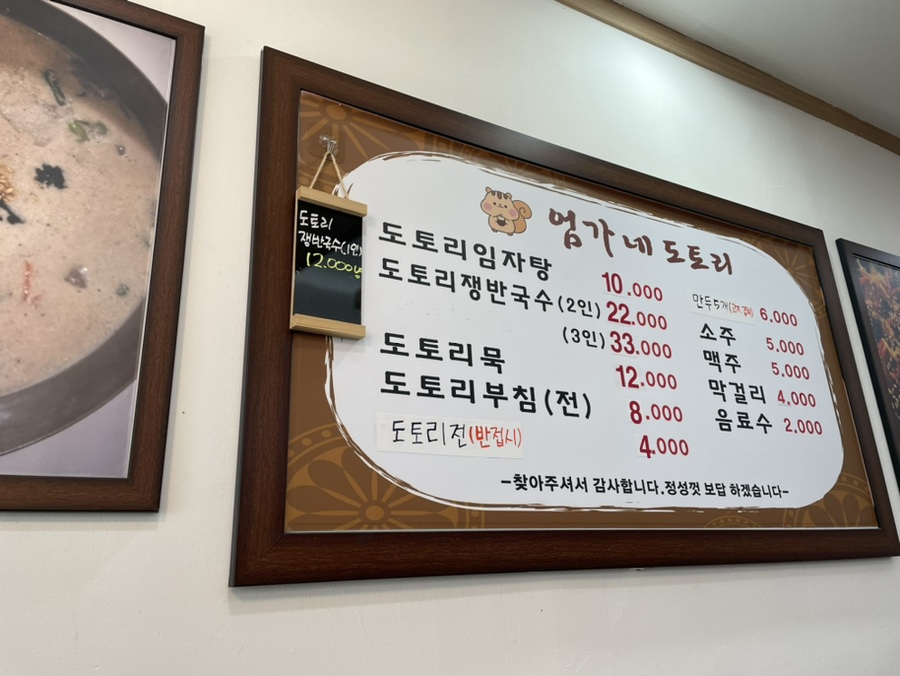 엄가네 도토리
도토리
쟁반국수(1인)
12.000원
도토리임자탕 10.000
도토리쟁반국수(2인) 22.000
(3인) 33.000
도토리묵 12.000
도토리부침(전) 8.000
도토리전(반접시) 4.000
만두5개 6.000
소주 5.000
맥주 5.000
막걸리 4.000
음료수 2.000
-찾아주셔서 감사합니다.정성껏 보답 하겠습니다-